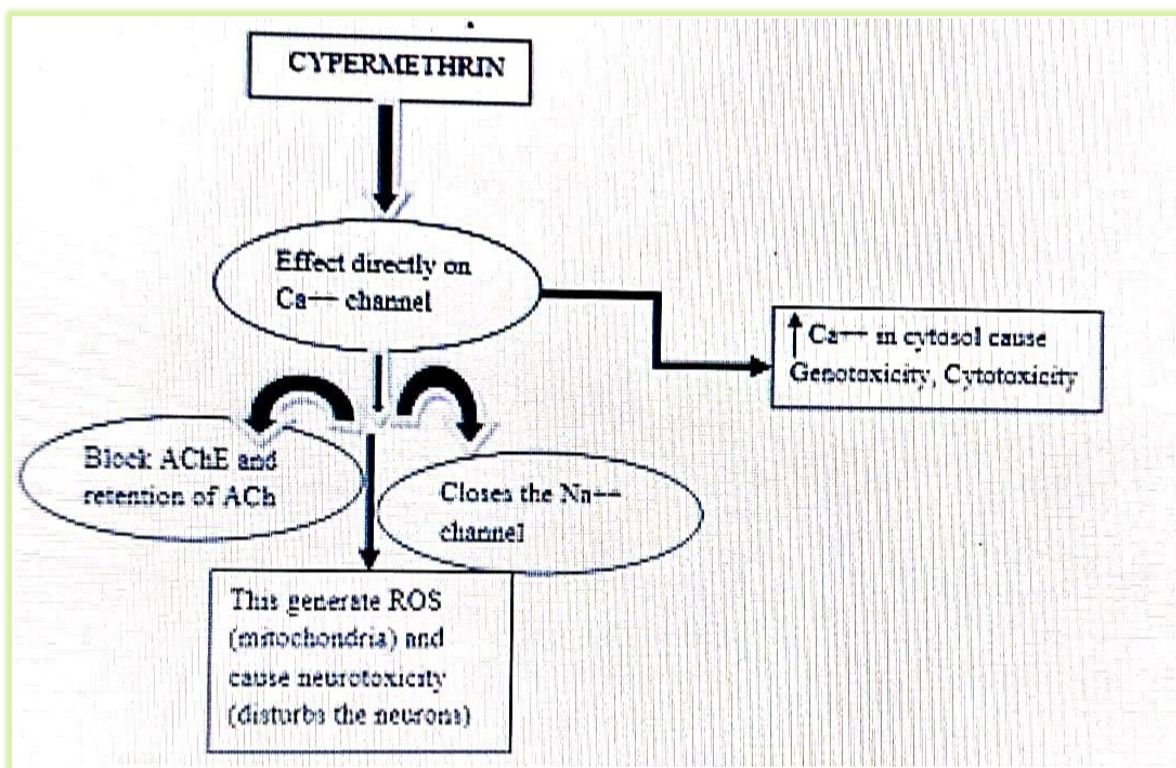 CYPERMETHRIN
Effect directly on
Ca++ channel
↑ Ca++ in cytosol cause
Genotoxicity, Cytotoxicity
Block AChE and
retention of ACh
Closes the Na++
channel
This generate ROS
(mitochondria) and
cause neurotoxicity
(disturbs the neurons)